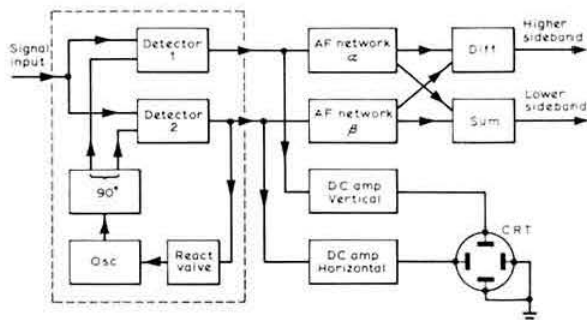 Signal
input
Detector
1
Detector
2
90°
Osc
React
valve
AF network
α
AF network
β
Diff
Sum
Higher
sideband
Lower
sideband
DC amp
Vertical
DC amp
Horizontal
CRT